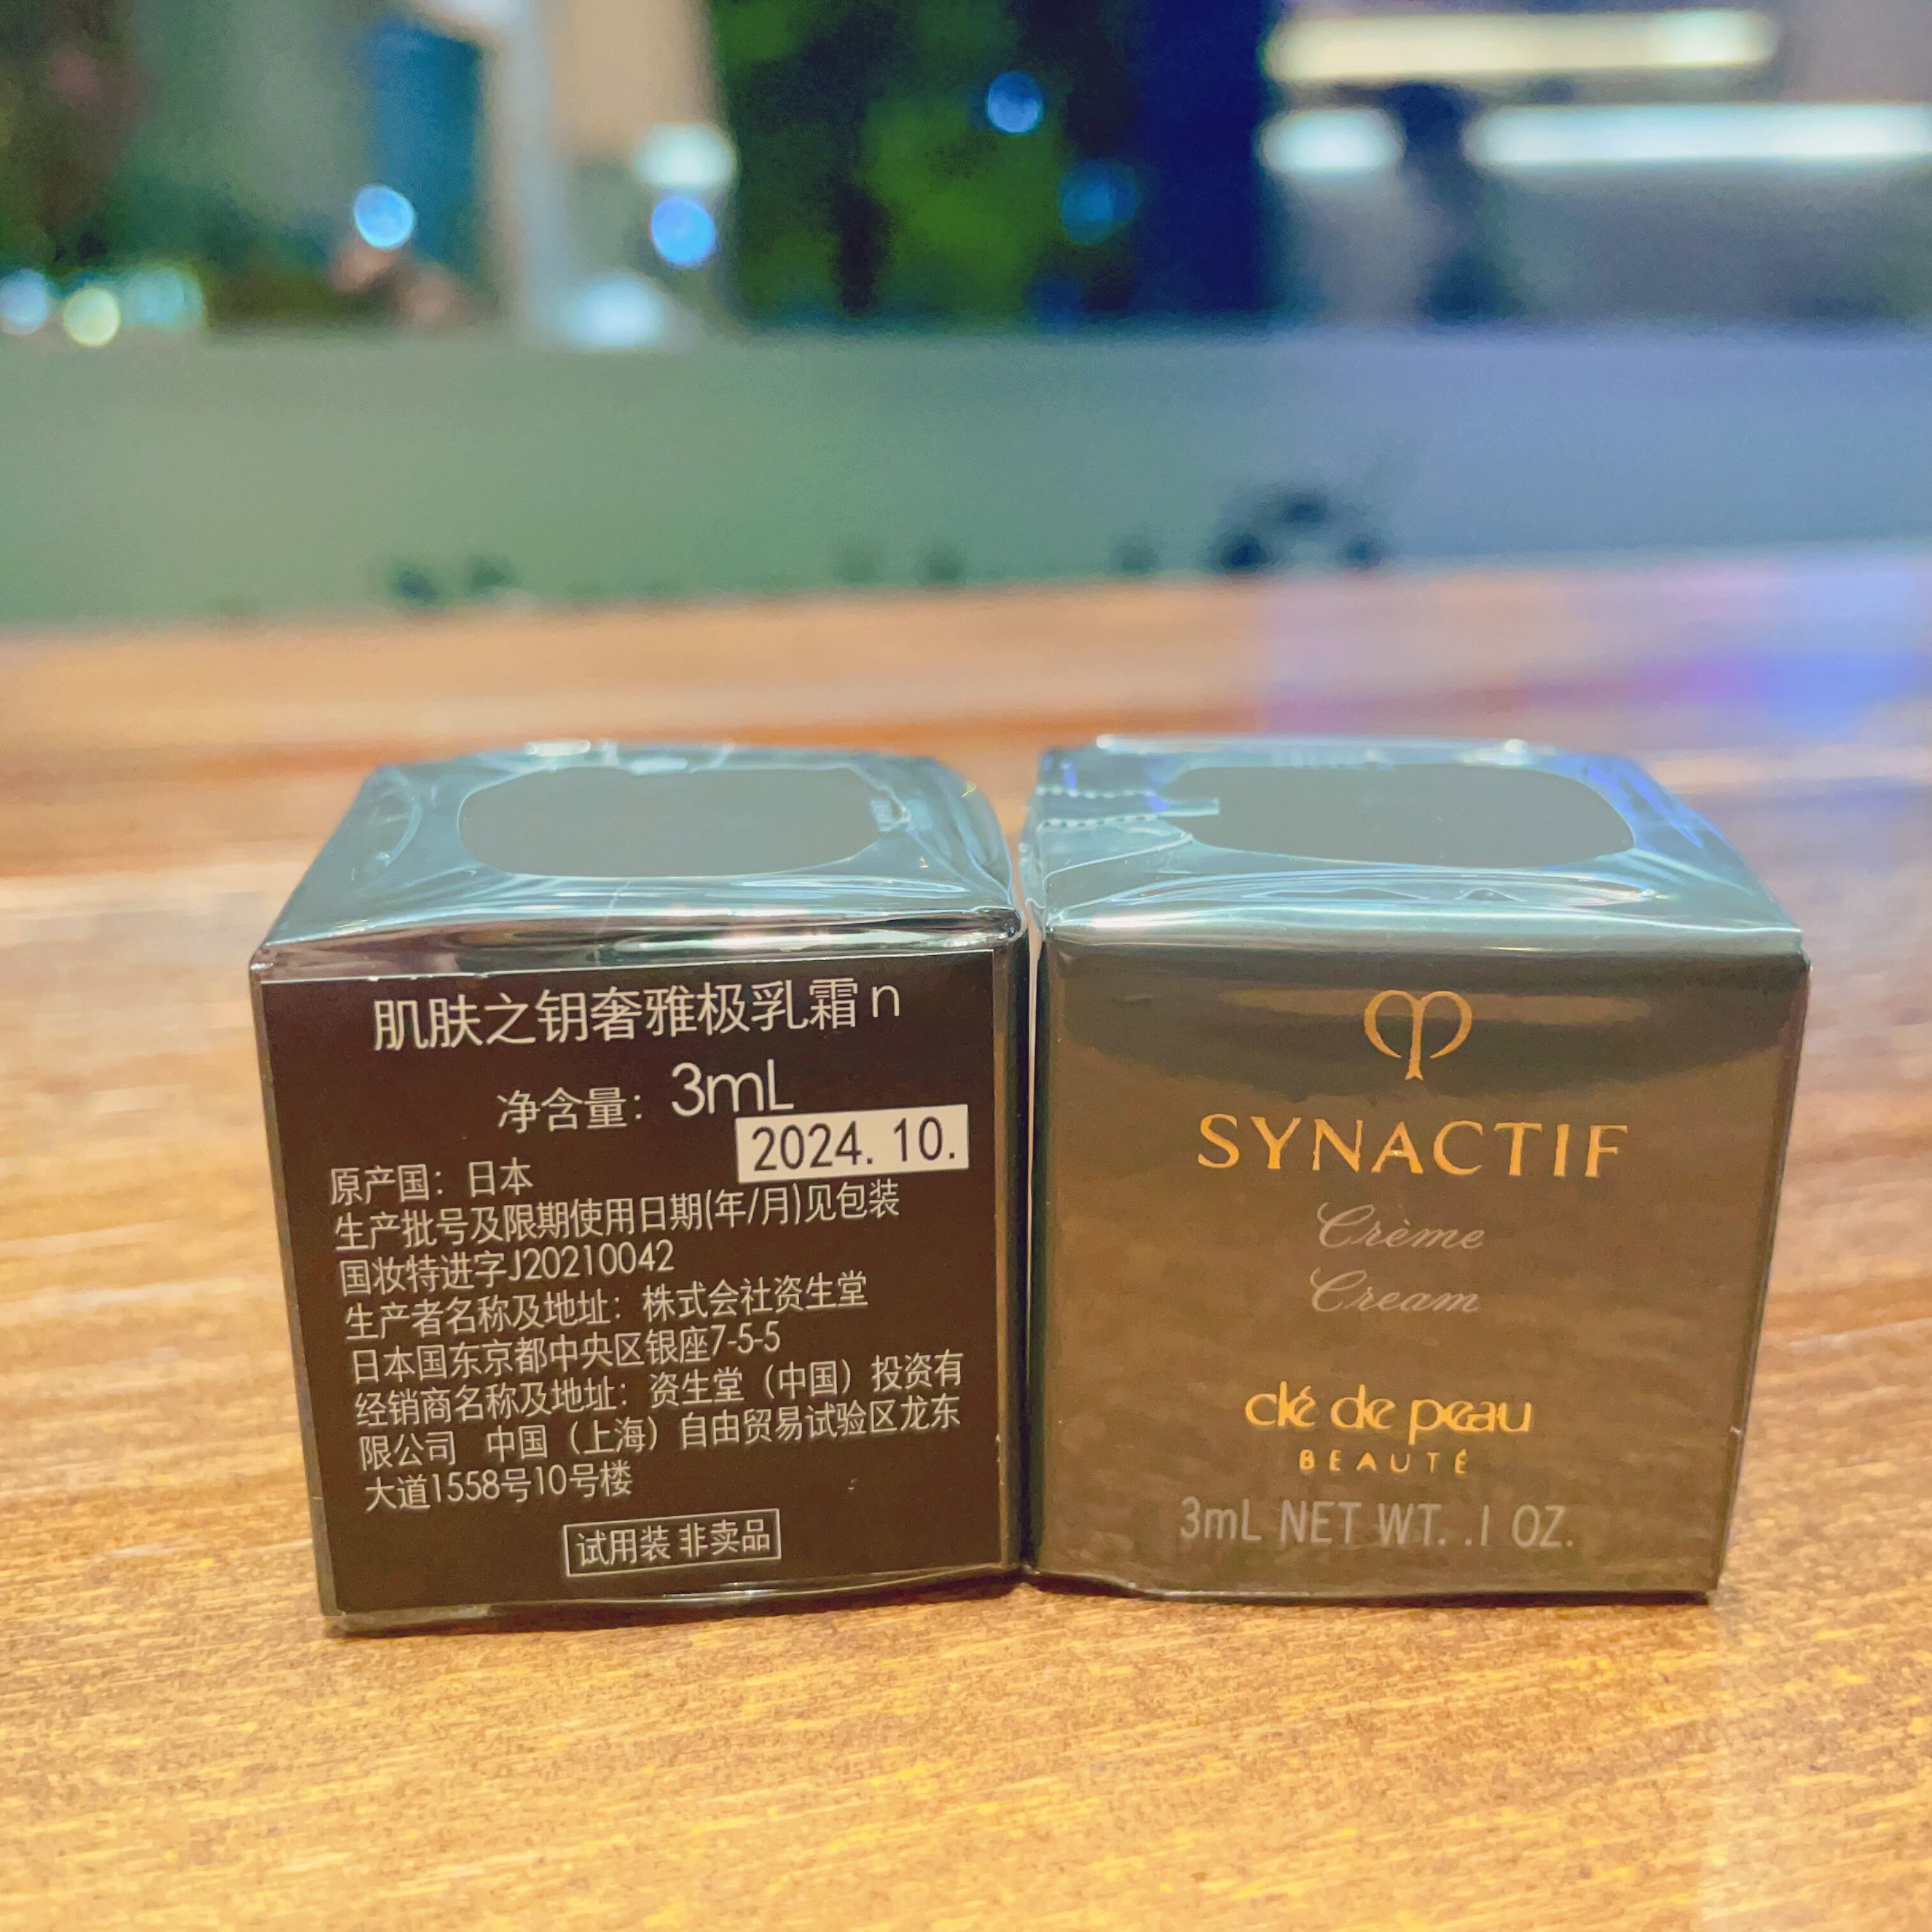 肌肤之钥奢雅极乳霜n
净含量：3mL
2024. 10.
原产国：日本
生产批号及限期使用日期(年/月)见包装
国妆特进字J20210042
生产者名称及地址：株式会社资生堂
日本国东京都中央区银座7-5-5
经销商名称及地址：资生堂（中国）投资有
限公司 中国（上海）自由贸易试验区龙东
大道1558号10号楼
试用装 非卖品
SYNACTIF
Crème
Cream
clé de peau
BEAUTÉ
3mL NET WT. .1 OZ.